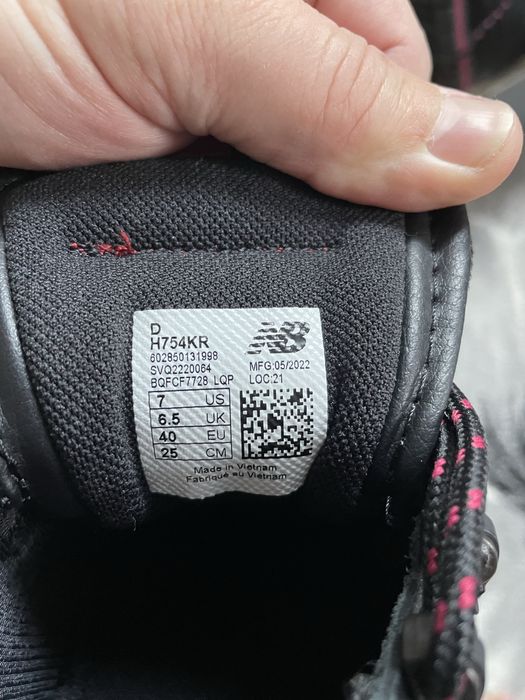 D
H754KR
602850131998
SVQ2220064 MFG:05/2022
BQFCF7728 LQP LOC:21
7 US
6.5 UK
40 EU
25 CM
Made in Vietnam
Fabriqué au Vietnam